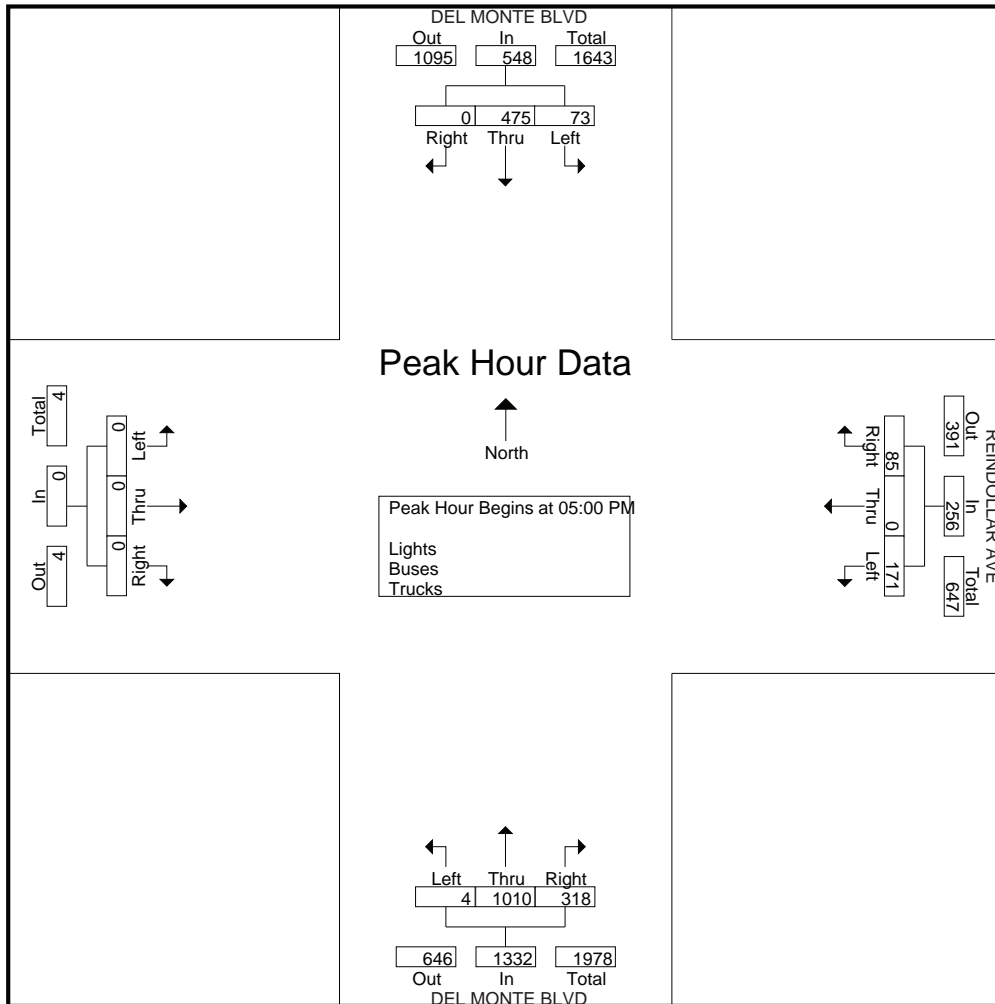 DEL MONTE BLVD
Out In Total
1095 548 1643
0 475 73
Right Thru Left
Peak Hour Data
North
Peak Hour Begins at 05:00 PM
Lights
Buses
Trucks
Total In Out
4 0 4
0 0 0
Left Thru Right
Right Thru Left
85 0 171
Out In Total
391 256 647
REINDOLLAR AVE
Left Thru Right
4 1010 318
646 1332 1978
Out In Total
DEL MONTE BLVD